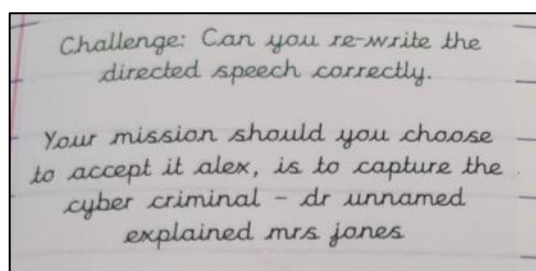 Challenge: Can you re-write the
directed speech correctly.
Your mission should you choose
to accept it alex, is to capture the
cyber criminal - dr unnamed
explained mrs jones